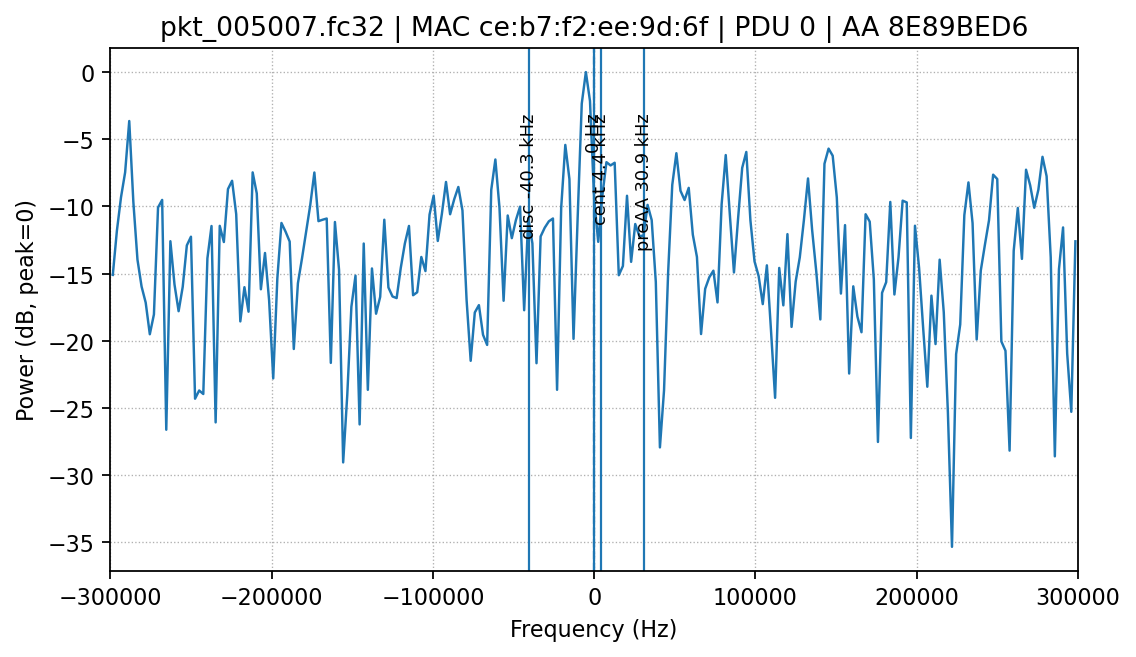 pkt_005007.fc32 | MAC ce:b7:f2:ee:9d:6f | PDU 0 | AA 8E89BED6
Power (dB, peak=0)
0
−5
−10
−15
−20
−25
−30
−35
disc -40.3 kHz
0 Hz
cent 4.4 kHz
preAA 30.9 kHz
−300000
−200000
−100000
0
100000
200000
300000
Frequency (Hz)